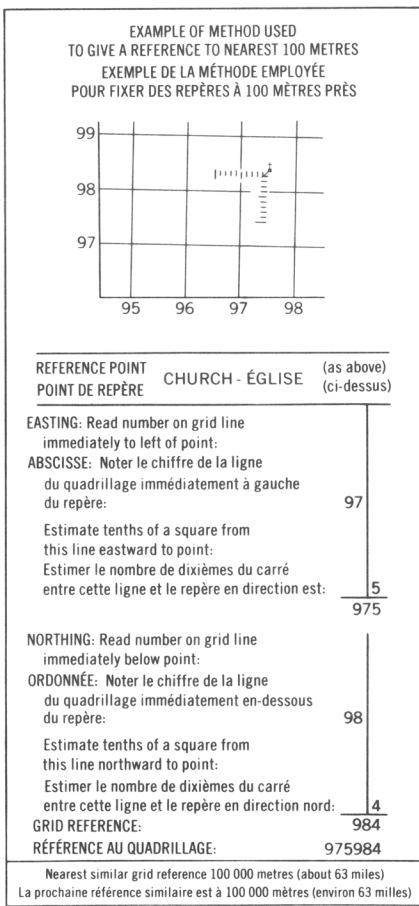 EXAMPLE OF METHOD USED
TO GIVE A REFERENCE TO NEAREST 100 METRES
EXEMPLE DE LA MÉTHODE EMPLOYÉE
POUR FIXER DES REPÈRES À 100 MÈTRES PRÈS
99
98
97
95 96 97 98
REFERENCE POINT
POINT DE REPÈRE
CHURCH - ÉGLISE
(as above)
(ci-dessus)
EASTING: Read number on grid line
immediately to left of point:
ABSCISSE: Noter le chiffre de la ligne
du quadrillage immédiatement à gauche
du repère: 97
Estimate tenths of a square from
this line eastward to point:
Estimer le nombre de dixièmes du carré
entre cette ligne et le repère en direction est: 5
975
NORTHING: Read number on grid line
immediately below point:
ORDONNÉE: Noter le chiffre de la ligne
du quadrillage immédiatement en-dessous
du repère: 98
Estimate tenths of a square from
this line northward to point:
Estimer le nombre de dixièmes du carré
entre cette ligne et le repère en direction nord: 4
GRID REFERENCE: 984
RÉFÉRENCE AU QUADRILLAGE: 975984
Nearest similar grid reference 100 000 metres (about 63 miles)
La prochaine référence similaire est à 100 000 mètres (environ 63 milles)